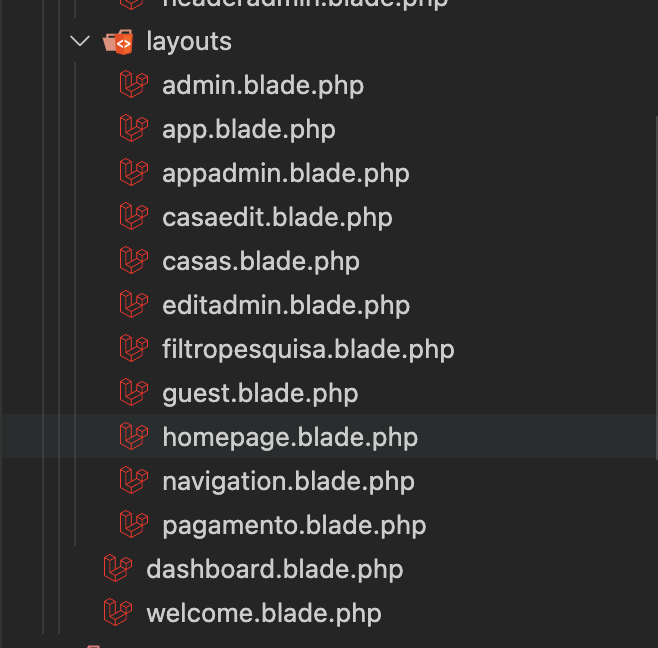 headeradmin.blade.php
layouts
admin.blade.php
app.blade.php
appadmin.blade.php
casaedit.blade.php
casas.blade.php
editadmin.blade.php
filtropesquisa.blade.php
guest.blade.php
homepage.blade.php
navigation.blade.php
pagamento.blade.php
dashboard.blade.php
welcome.blade.php